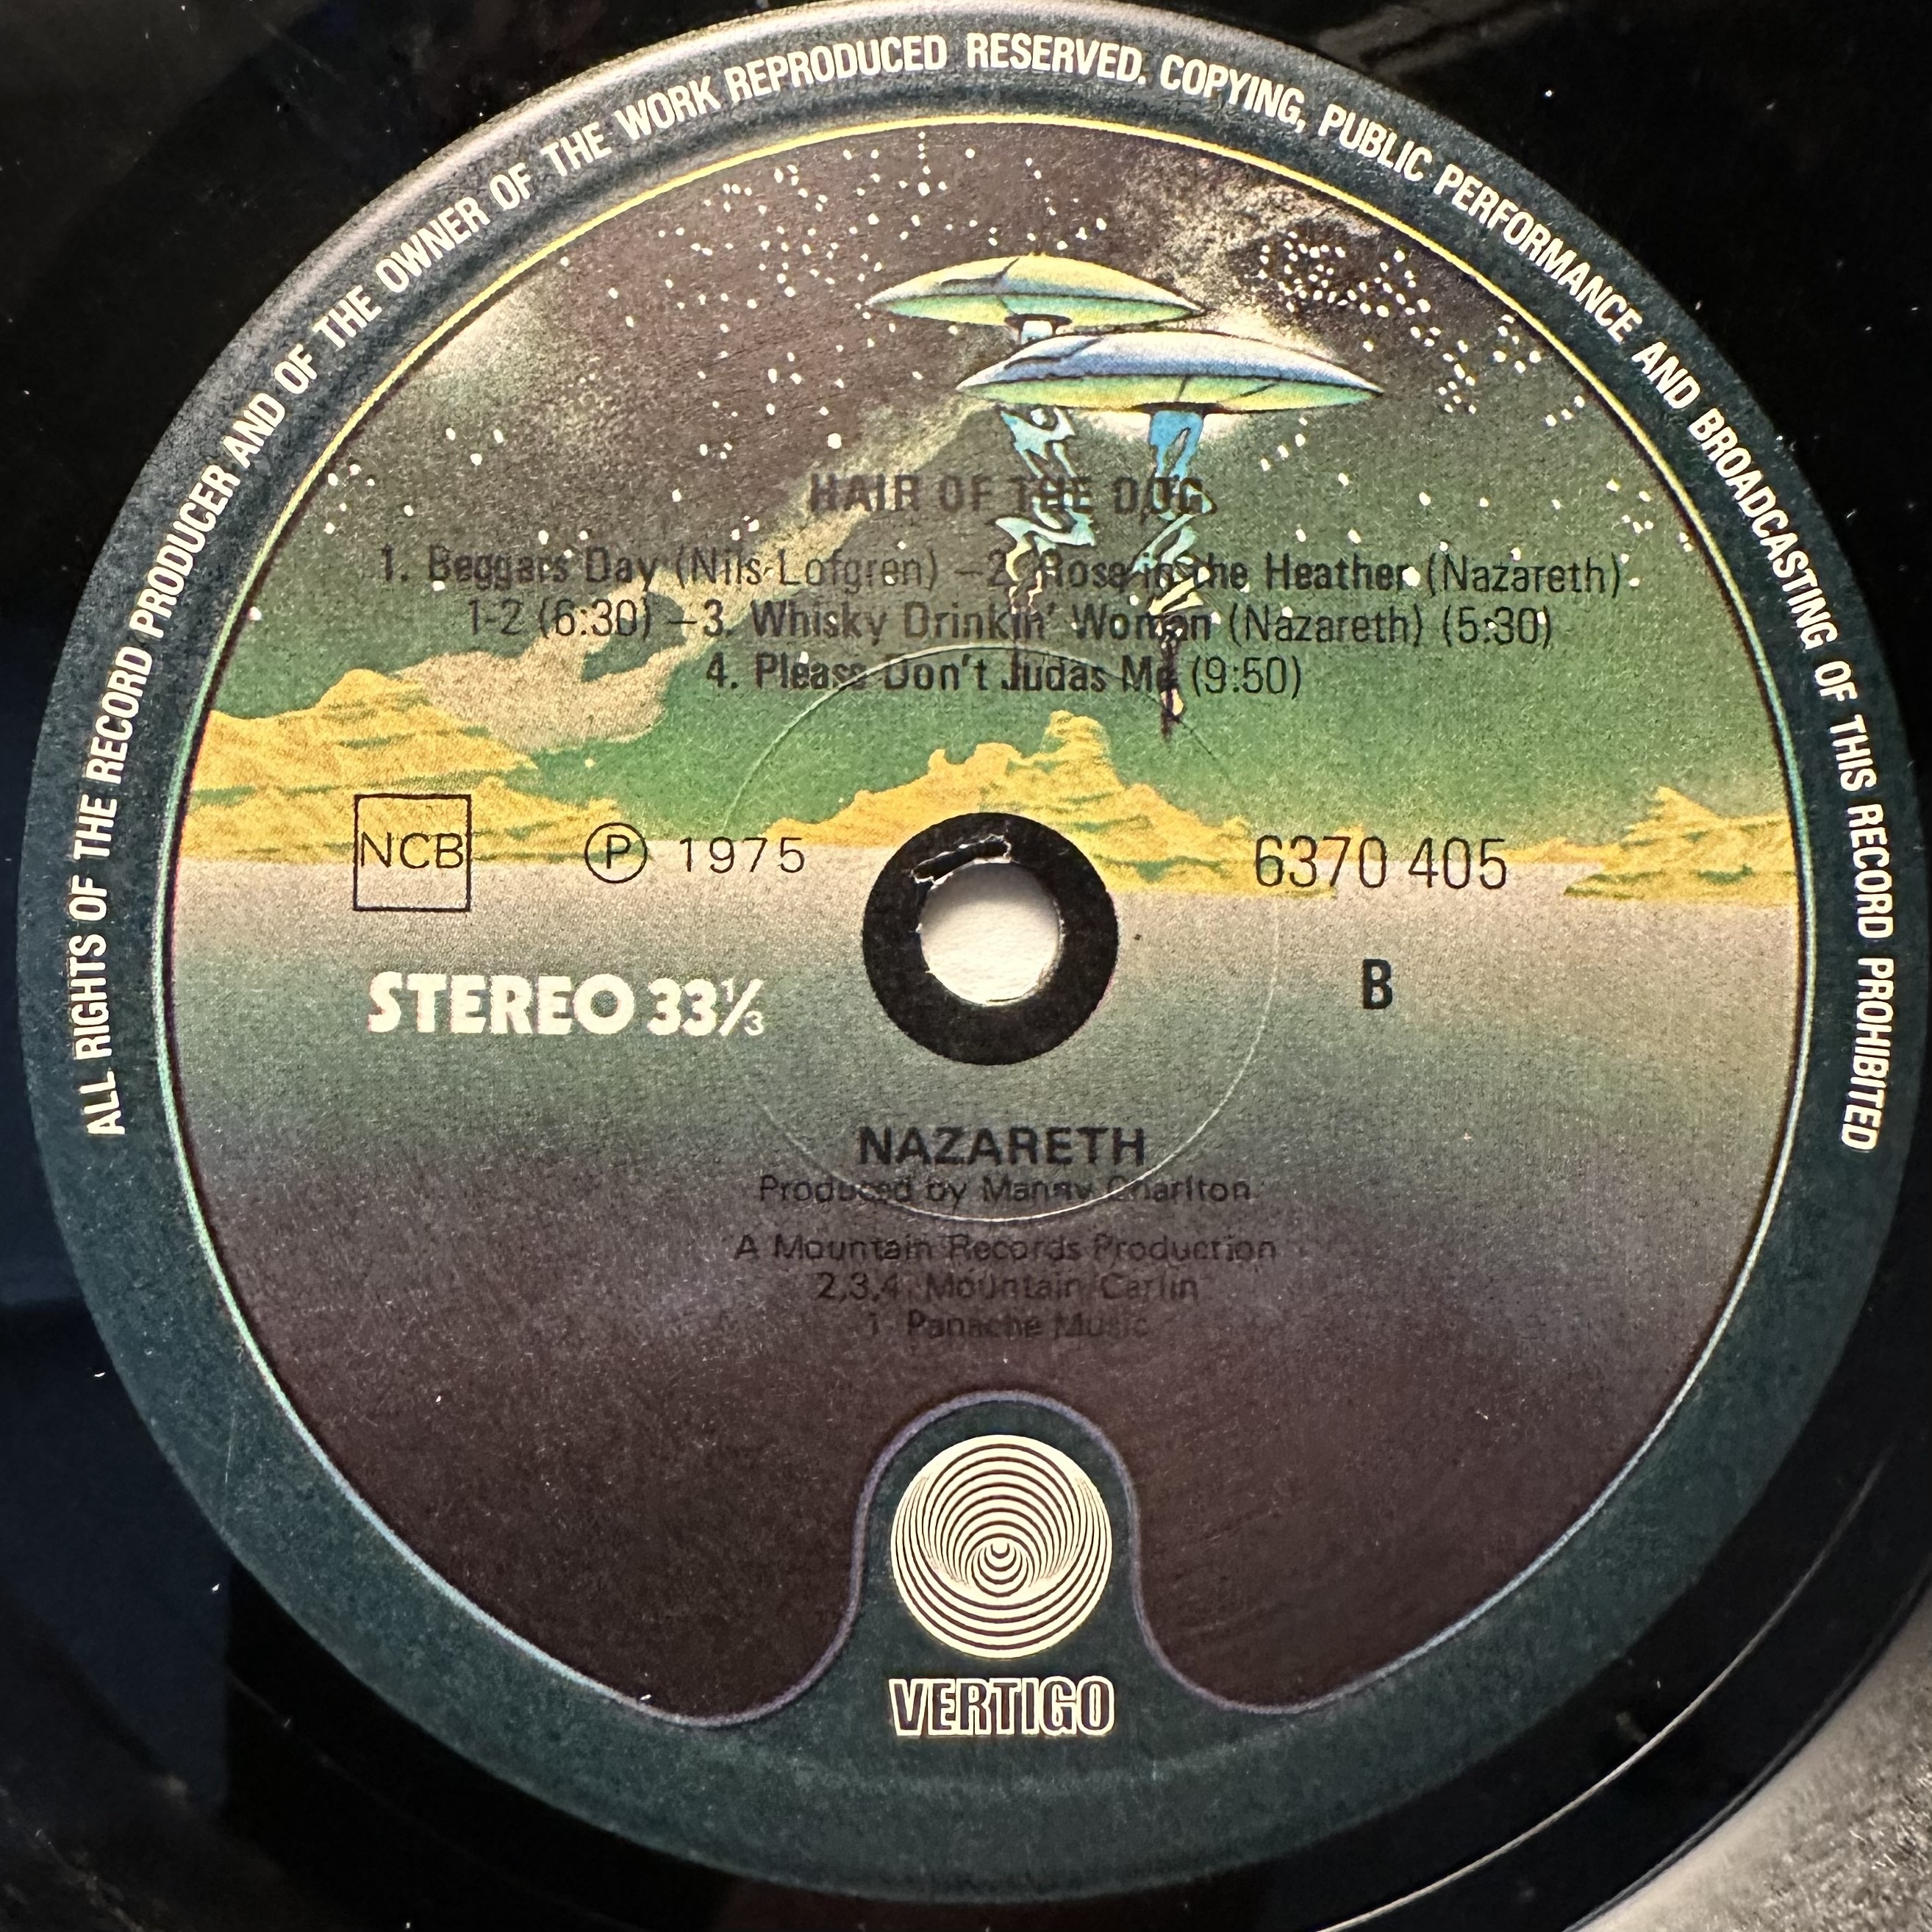 ALL RIGHTS OF THE RECORD PRODUCER AND OF THE OWNER OF THE WORK REPRODUCED RESERVED. COPYING, PUBLIC PERFORMANCE AND BROADCASTING OF THIS RECORD PROHIBITED
HAIR OF THE DOG
1. Beggars Day (Nils Lofgren) –2. Rose in the Heather (Nazareth)
1-2 (6:30) –3. Whisky Drinkin' Woman (Nazareth) (5:30)
4. Please Don't Judas Me (9:50)
NCB Ⓟ 1975 6370 405
STEREO 33⅓ B
NAZARETH
Produced by Manny Charlton
A Mountain Records Production
2,3,4 Mountain/Carlin
1 Panache Music
VERTIGO